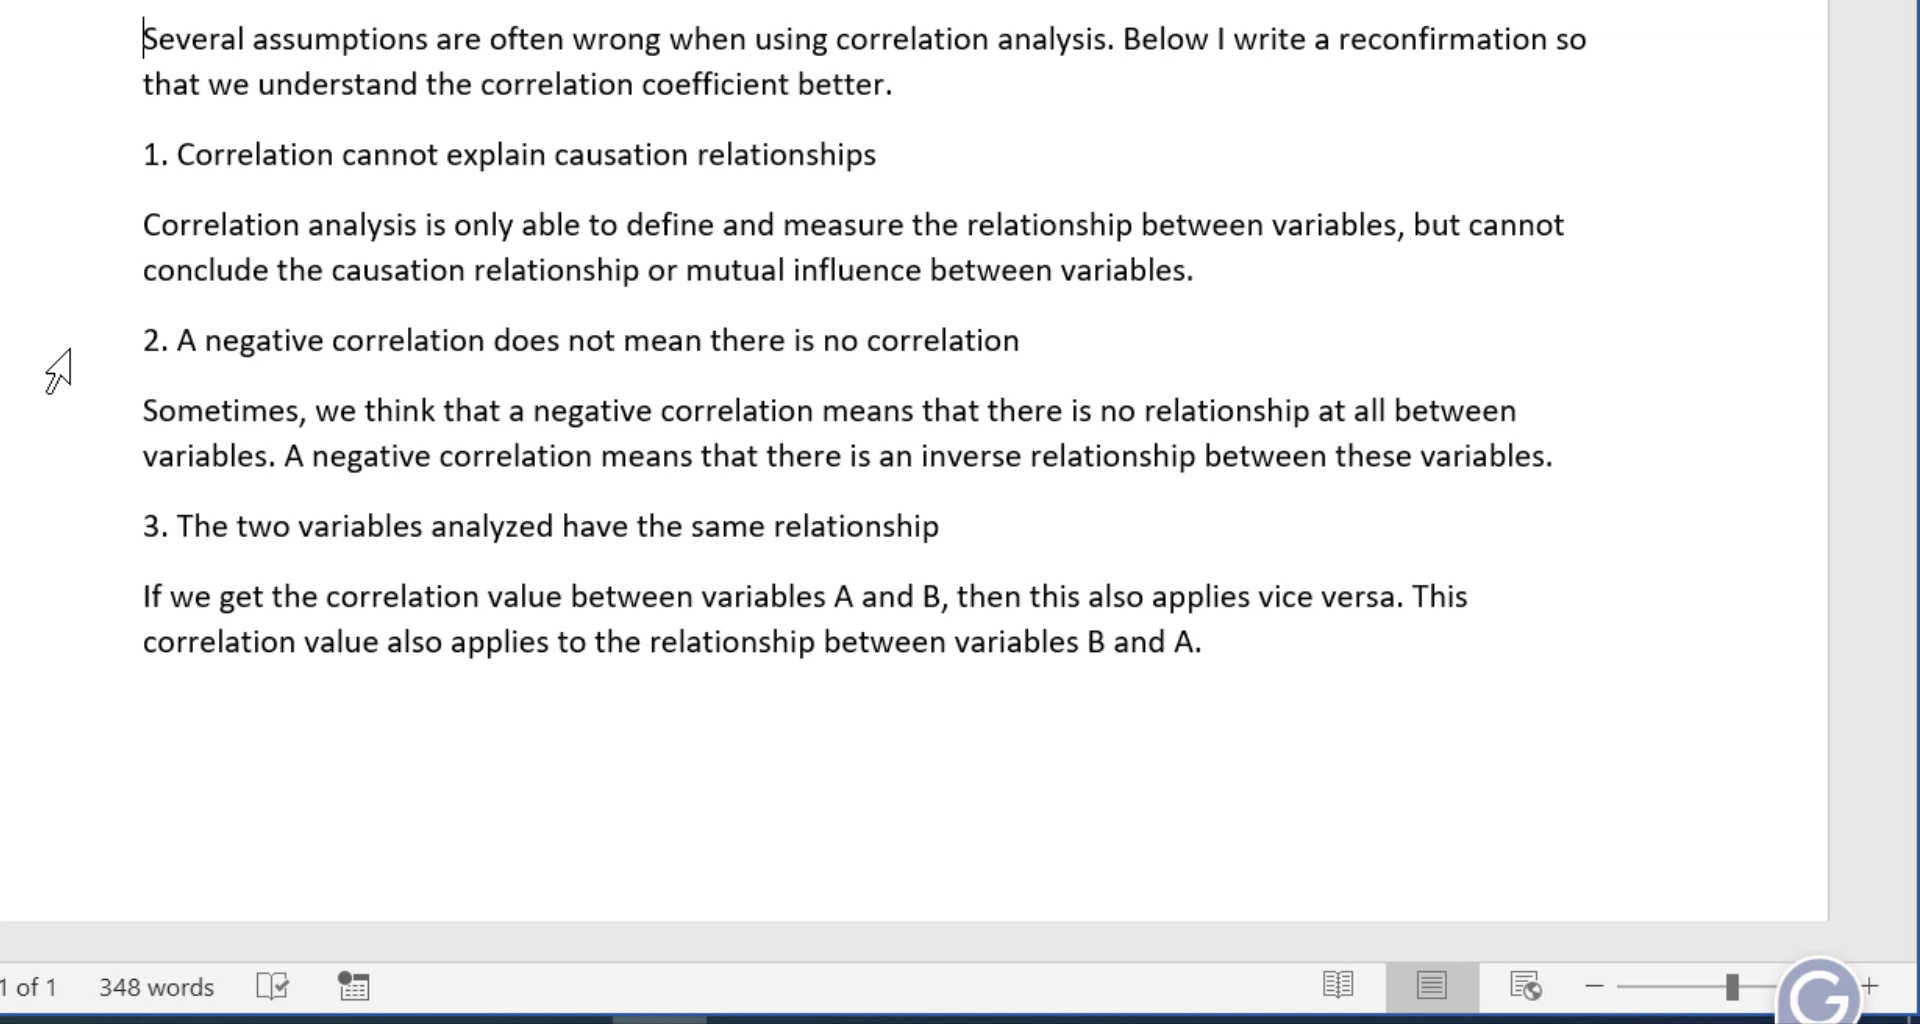 Several assumptions are often wrong when using correlation analysis. Below I write a reconfirmation so
that we understand the correlation coefficient better.
1. Correlation cannot explain causation relationships
Correlation analysis is only able to define and measure the relationship between variables, but cannot
conclude the causation relationship or mutual influence between variables.
2. A negative correlation does not mean there is no correlation
Sometimes, we think that a negative correlation means that there is no relationship at all between
variables. A negative correlation means that there is an inverse relationship between these variables.
3. The two variables analyzed have the same relationship
If we get the correlation value between variables A and B, then this also applies vice versa. This
correlation value also applies to the relationship between variables B and A.
1 of 1 348 words
G